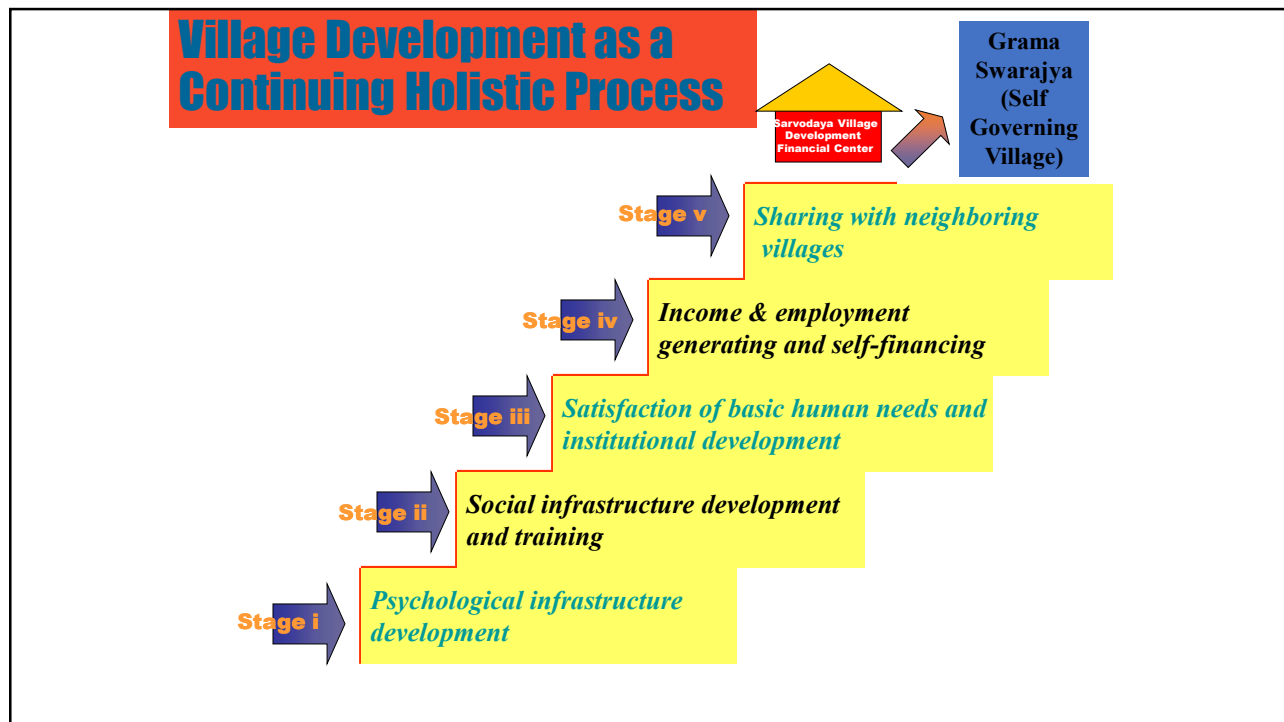 Village Development as a
Continuing Holistic Process
Sarvodaya Village
Development
Financial Center
Grama
Swarajya
(Self
Governing
Village)
Stage v
Sharing with neighboring
villages
Stage iv
Income & employment
generating and self-financing
Stage iii
Satisfaction of basic human needs and
institutional development
Stage ii
Social infrastructure development
and training
Stage i
Psychological infrastructure
development